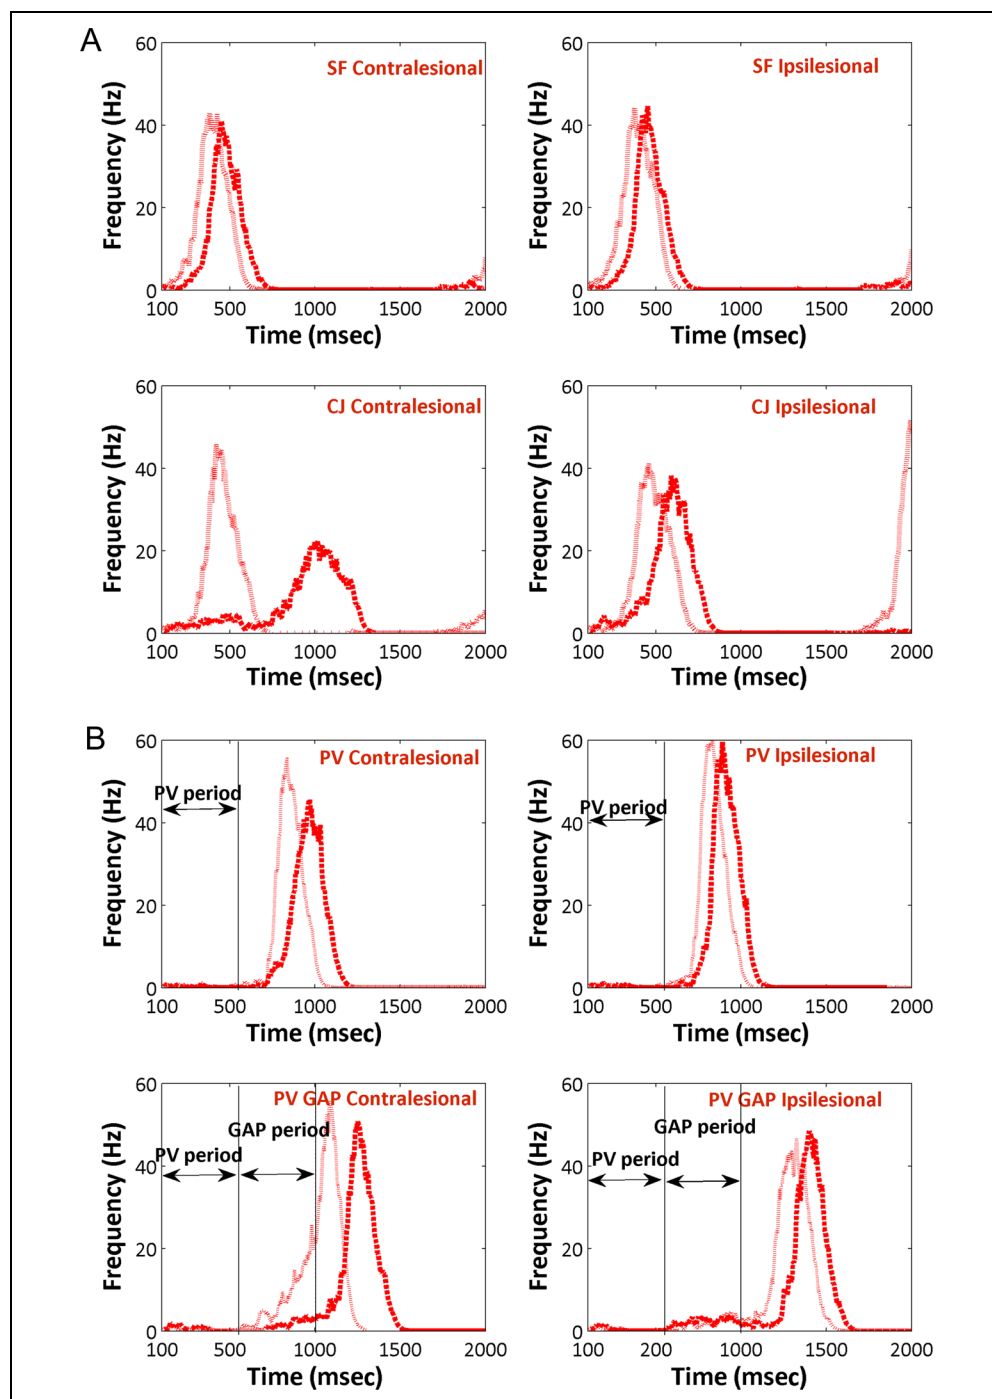 A
SF Contralesional
Frequency (Hz)
60
40
20
0
100 500 1000 1500 2000
Time (msec)
SF Ipsilesional
Frequency (Hz)
60
40
20
0
100 500 1000 1500 2000
Time (msec)
CJ Contralesional
Frequency (Hz)
60
40
20
0
100 500 1000 1500 2000
Time (msec)
CJ Ipsilesional
Frequency (Hz)
60
40
20
0
100 500 1000 1500 2000
Time (msec)
B
PV Contralesional
PV period
Frequency (Hz)
60
40
20
0
100 500 1000 1500 2000
Time (msec)
PV Ipsilesional
PV period
Frequency (Hz)
60
40
20
0
100 500 1000 1500 2000
Time (msec)
PV GAP Contralesional
GAP period
PV period
Frequency (Hz)
60
40
20
0
100 500 1000 1500 2000
Time (msec)
PV GAP Ipsilesional
GAP period
PV period
Frequency (Hz)
60
40
20
0
100 200 1000 1500 2000
Time (msec)